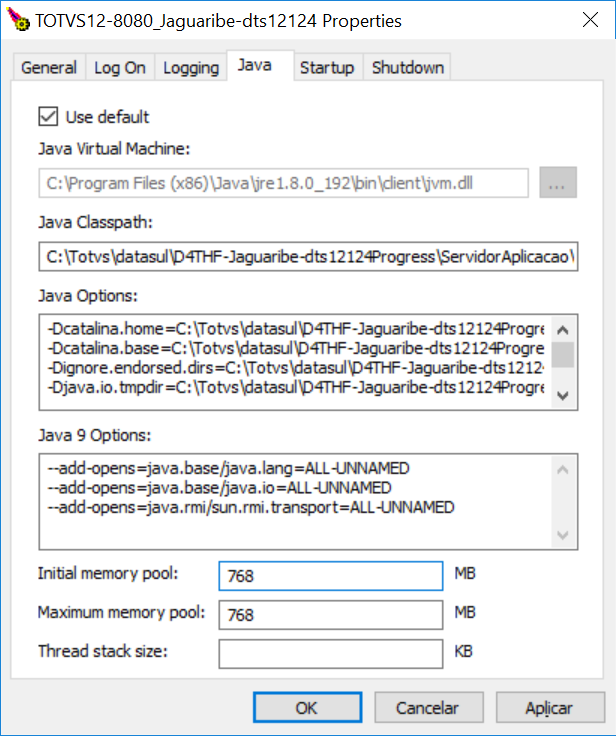 TOTVS12-8080_Jaguaribe-dts12124 Properties
General Log On Logging Java Startup Shutdown
Use default
Java Virtual Machine:
C:\Program Files (x86)\Java\jre1.8.0_192\bin\client\jvm.dll ...
Java Classpath:
C:\Totvs\datasul\D4THF-Jaguaribe-dts12124Progress\ServidorAplicacao\
Java Options:
-Dcatalina.home=C:\Totvs\datasul\D4THF-Jaguaribe-dts12124Progre
-Dcatalina.base=C:\Totvs\datasul\D4THF-Jaguaribe-dts12124Progre
-Dignore.endorsed.dirs=C:\Totvs\datasul\D4THF-Jaguaribe-dts1212
-Djava.io.tmpdir=C:\Totvs\datasul\D4THF-Jaguaribe-dts12124Progre
Java 9 Options:
--add-opens=java.base/java.lang=ALL-UNNAMED
--add-opens=java.base/java.io=ALL-UNNAMED
--add-opens=java.rmi/sun.rmi.transport=ALL-UNNAMED
Initial memory pool: 768 MB
Maximum memory pool: 768 MB
Thread stack size: KB
OK Cancelar Aplicar